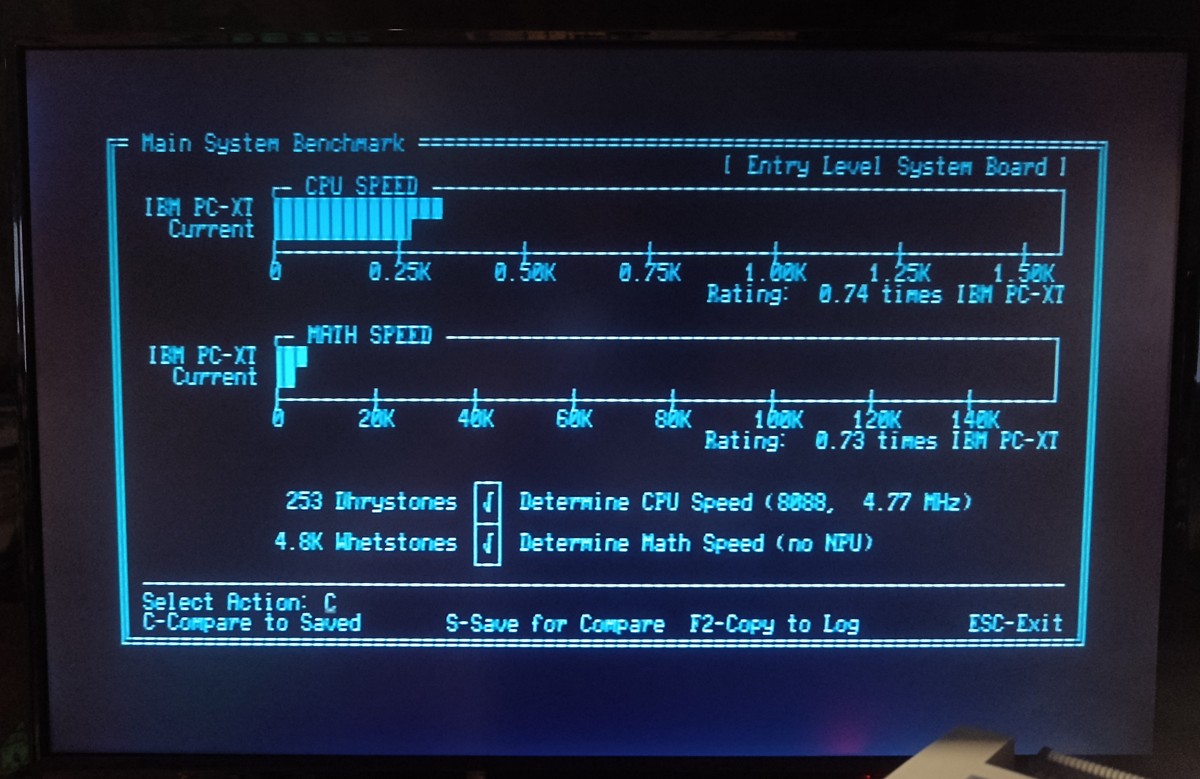 Main System Benchmark
[ Entry Level System Board ]
CPU SPEED
IBM PC-XT
Current
0 0.25K 0.50K 0.75K 1.00K 1.25K 1.50K
Rating: 0.74 times IBM PC-XT
MATH SPEED
IBM PC-XT
Current
0 20K 40K 60K 80K 100K 120K 140K
Rating: 0.73 times IBM PC-XT
253 Dhrystones √ Determine CPU Speed (8088, 4.77 MHz)
4.8K Whetstones √ Determine Math Speed (no NPU)
Select Action: C
C-Compare to Saved S-Save for Compare F2-Copy to Log ESC-Exit